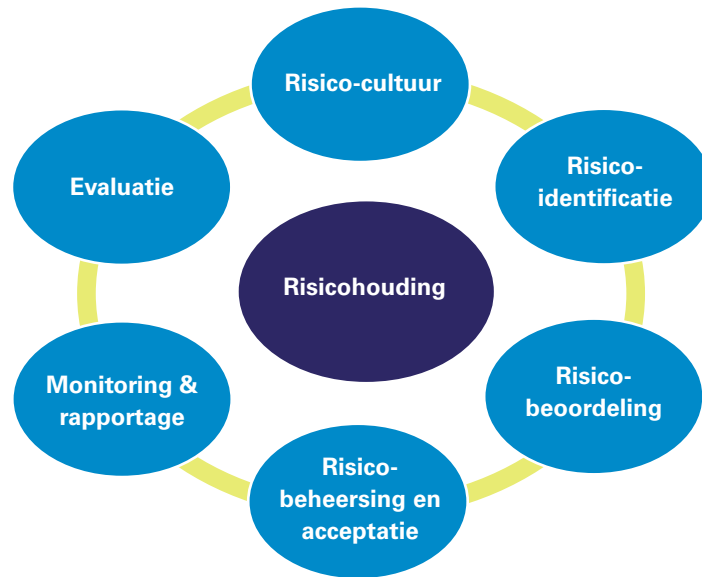 Risico-cultuur
Risico-
identificatie
Risico-
beoordeling
Risico-
beheersing en
acceptatie
Monitoring &
rapportage
Evaluatie
Risicohouding